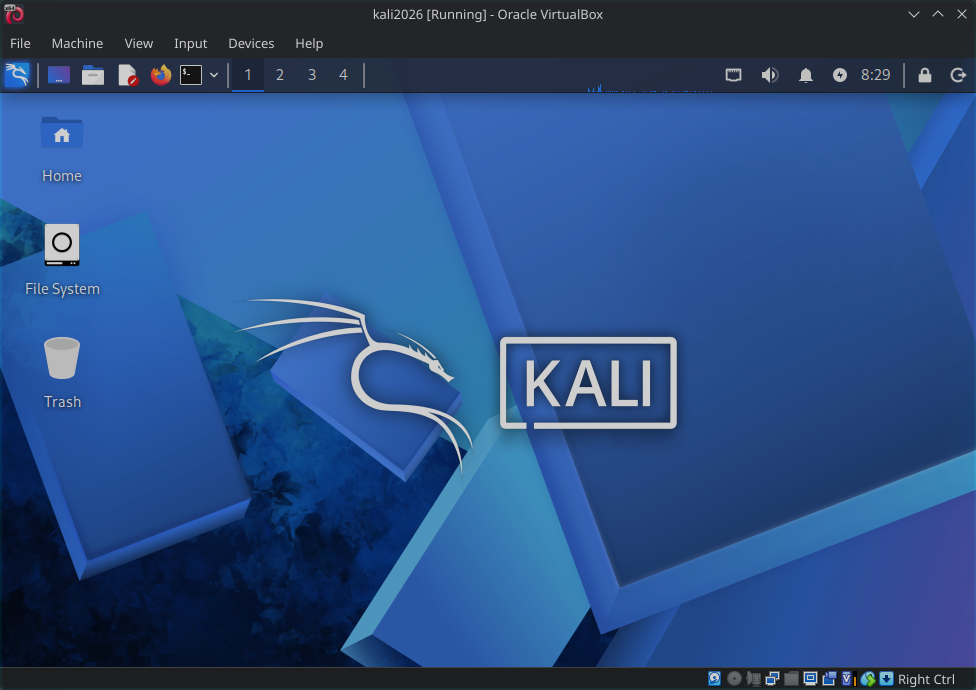 kali2026 [Running] - Oracle VirtualBox
File Machine View Input Devices Help
1 2 3 4 8:29
Home
File System
Trash
KALI
Right Ctrl